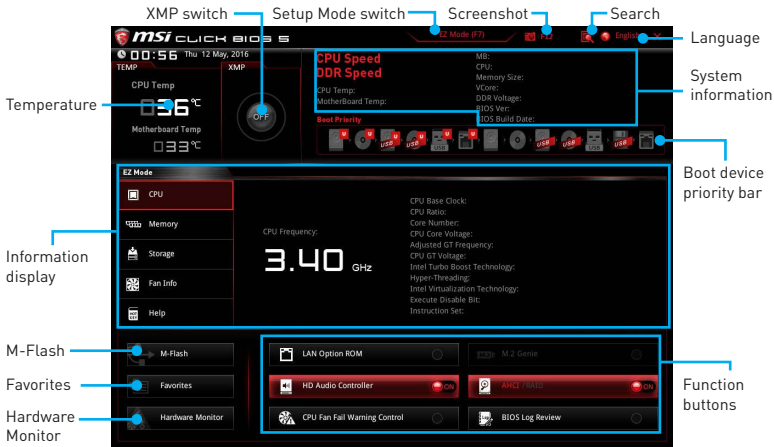 XMP switch
Setup Mode switch
Screenshot
Search
msi CLICK BIOS 5
EZ Mode (F7)
F12
English
X
Language
00:56 Thu 12 May, 2016
TEMP
XMP
CPU Speed
DDR Speed
CPU Temp:
MotherBoard Temp:
MB:
CPU:
Memory Size:
VCore:
DDR Voltage:
BIOS Ver:
BIOS Build Date:
System
information
Temperature
CPU Temp
36°C
OFF
Motherboard Temp
33°C
Boot Priority
U U U U U U USB USB USB USB USB USB USB
Boot device
priority bar
EZ Mode
CPU
Memory
Storage
Fan Info
Help
CPU Frequency:
3.40 GHz
CPU Base Clock:
CPU Ratio:
Core Number:
CPU Core Voltage:
Adjusted GT Frequency:
CPU GT Voltage:
Intel Turbo Boost Technology:
Hyper-Threading:
Intel Virtualization Technology:
Execute Disable Bit:
Instruction Set:
Information
display
M-Flash
M-Flash
LAN Option ROM
M.2 Genie
Favorites
Favorites
HD Audio Controller
ON
AHCI /RAID
ON
Function
buttons
Hardware
Monitor
Hardware Monitor
CPU Fan Fail Warning Control
BIOS Log Review